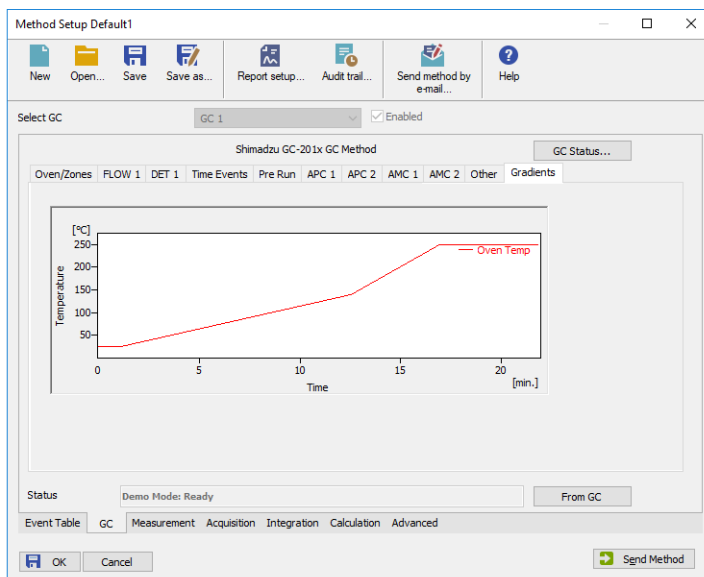 Method Setup Default1
New Open... Save Save as... Report setup... Audit trail... Send method by e-mail... Help
Select GC GC 1 Enabled
Shimadzu GC-201x GC Method GC Status...
Oven/Zones FLOW 1 DET 1 Time Events Pre Run APC 1 APC 2 AMC 1 AMC 2 Other Gradients
[°C]
250
Oven Temp
200
150
100
50
Temperature
0 5 10 15 20
Time [min.]
Status Demo Mode: Ready From GC
Event Table GC Measurement Acquisition Integration Calculation Advanced
OK Cancel Send Method